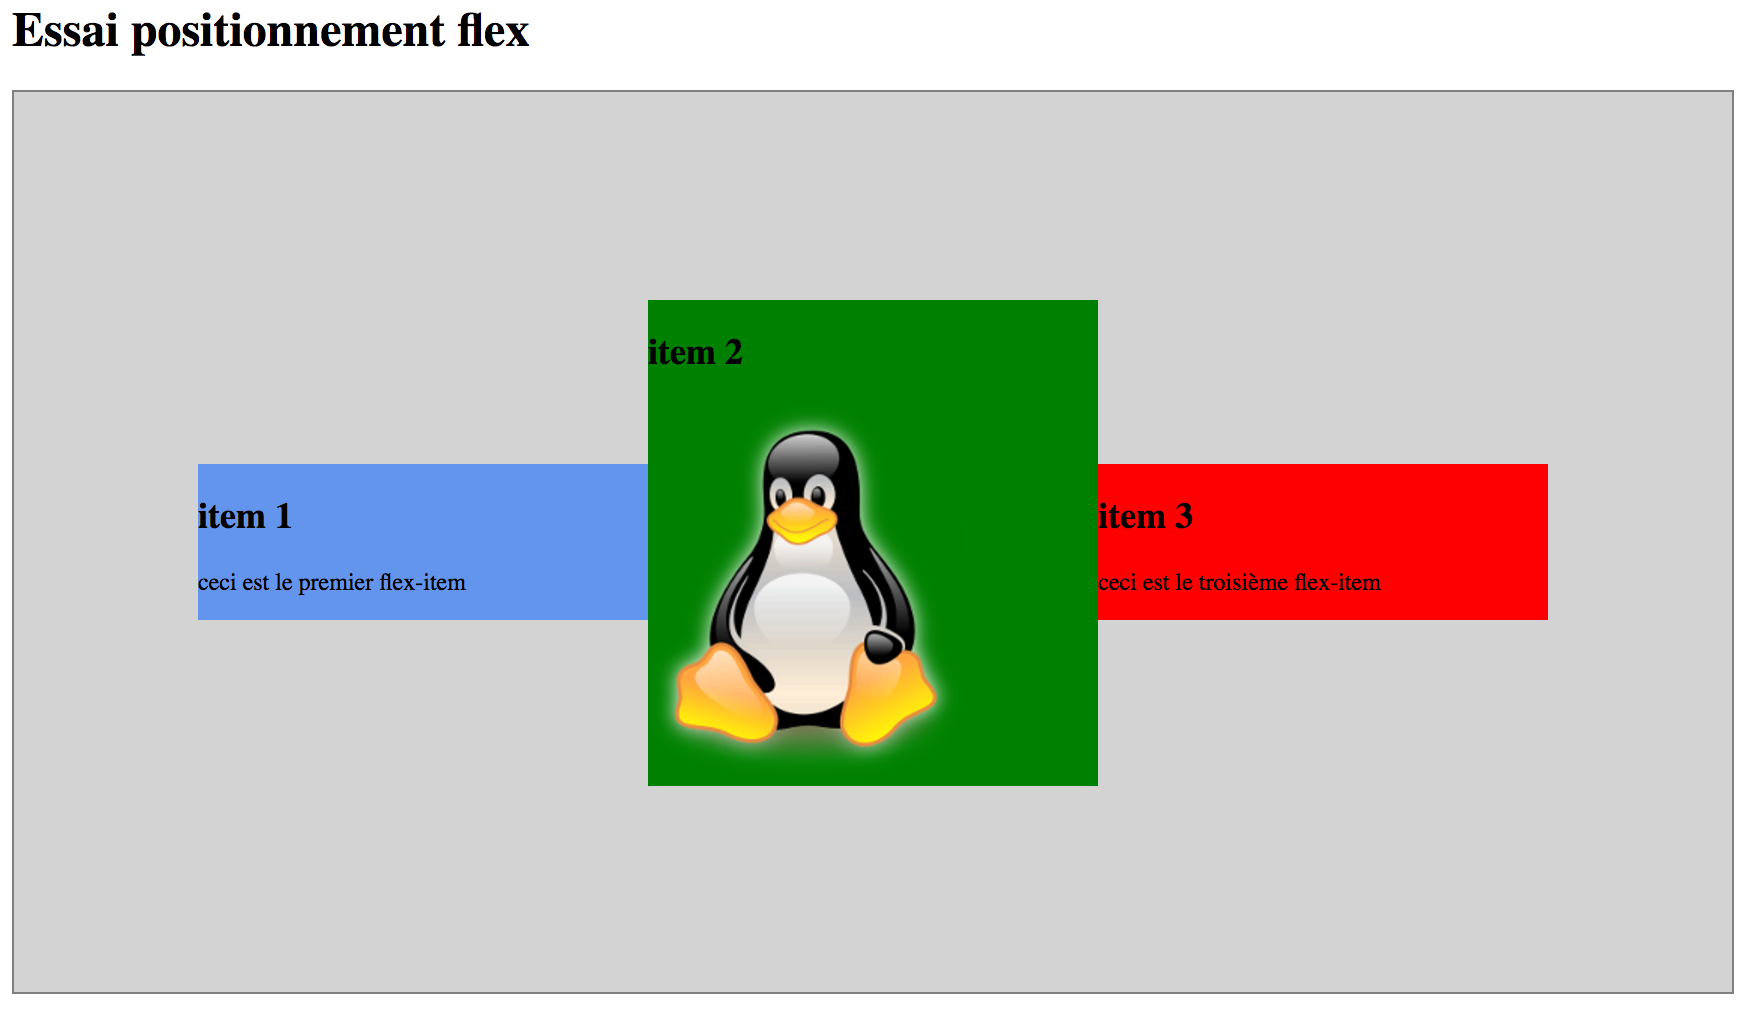 Essai positionnement flex
item 1
ceci est le premier flex-item
item 2
item 3
ceci est le troisième flex-item